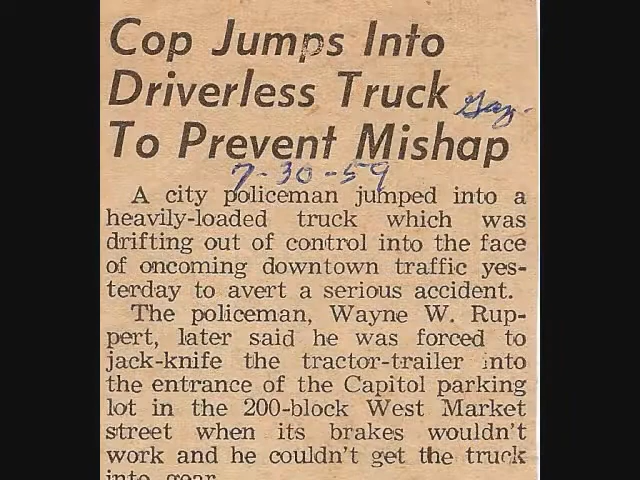 Cop Jumps Into
Driverless Truck Gaz.
To Prevent Mishap
7-30-59
A city policeman jumped into a
heavily-loaded truck which was
drifting out of control into the face
of oncoming downtown traffic yes-
terday to avert a serious accident.
The policeman, Wayne W. Rup-
pert, later said he was forced to
jack-knife the tractor-trailer into
the entrance of the Capitol parking
lot in the 200-block West Market
street when its brakes wouldn't
work and he couldn't get the truck
into gear